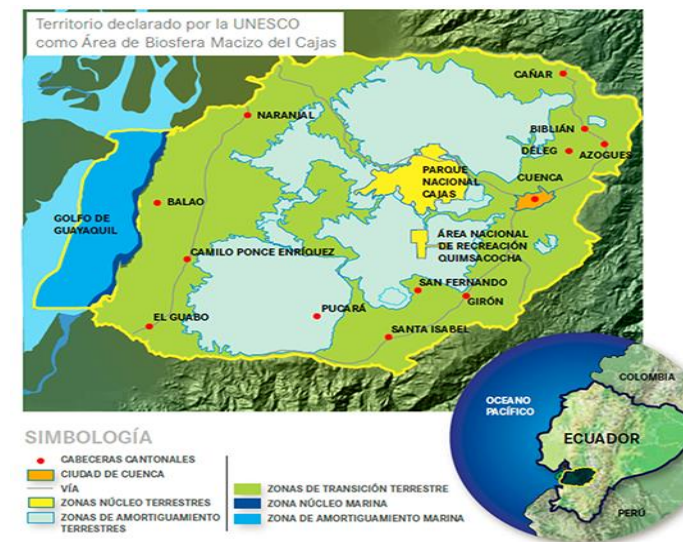 Territorio declarado por la UNESCO
como Área de Biosfera Macizo del Cajas
CAÑAR
NARANJAL
BIBLIÁN
DÉLEG
AZOGUES
PARQUE
NACIONAL
CAJAS
CUENCA
BALAO
GOLFO DE
GUAYAQUIL
ÁREA NACIONAL
DE RECREACIÓN
QUIMSACOCHA
CAMILO PONCE ENRÍQUEZ
SAN FERNANDO
GIRÓN
PUCARÁ
EL GUABO
SANTA ISABEL
COLOMBIA
OCEANO
PACÍFICO
ECUADOR
PERÚ
SIMBOLOGÍA
CABECERAS CANTONALES
CIUDAD DE CUENCA
VÍA
ZONAS NÚCLEO TERRESTRES
ZONAS DE AMORTIGUAMIENTO
TERRESTRES
ZONAS DE TRANSICIÓN TERRESTRE
ZONA NÚCLEO MARINA
ZONA DE AMORTIGUAMIENTO MARINA